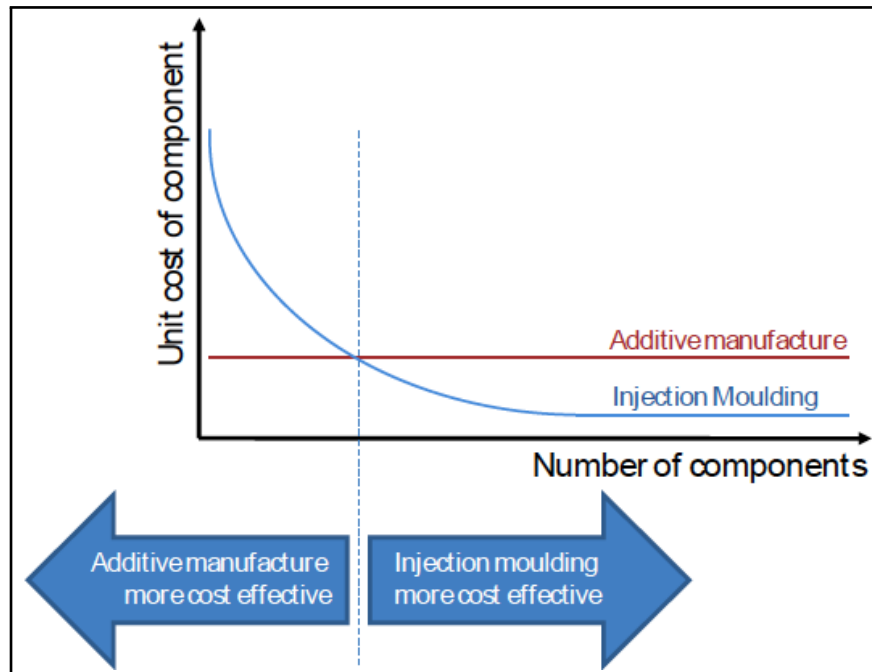 Unit cost of component
Additive manufacture
Injection Moulding
Number of components
Additive manufacture
more cost effective
Injection moulding
more cost effective